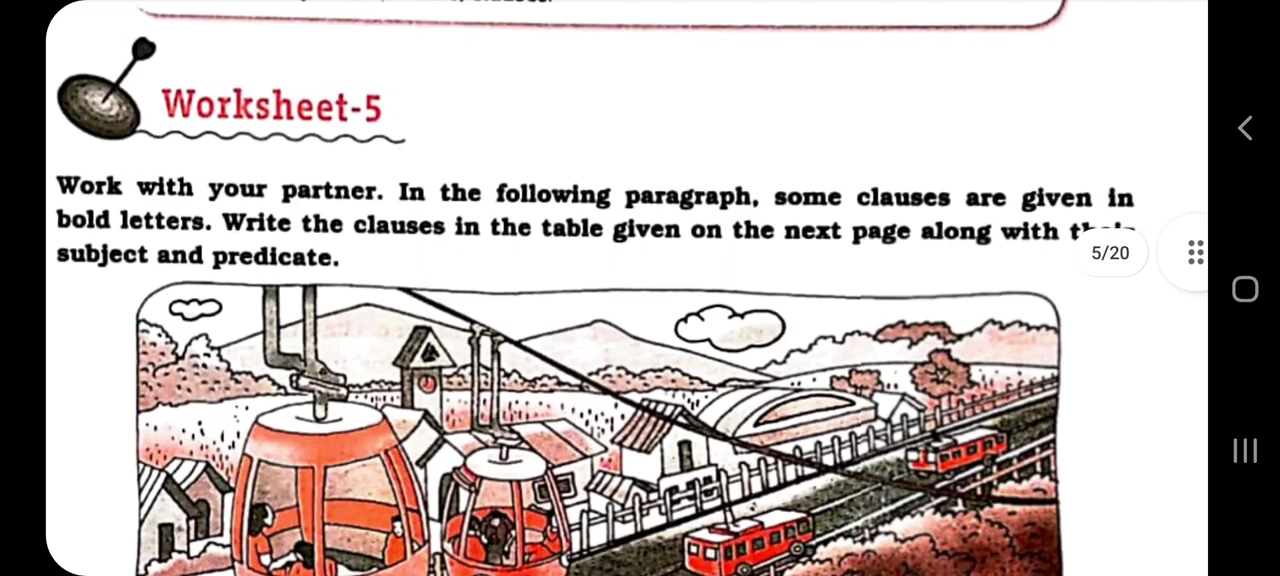 Worksheet-5
Work with your partner. In the following paragraph, some clauses are given in
bold letters. Write the clauses in the table given on the next page along with
subject and predicate.
5/20